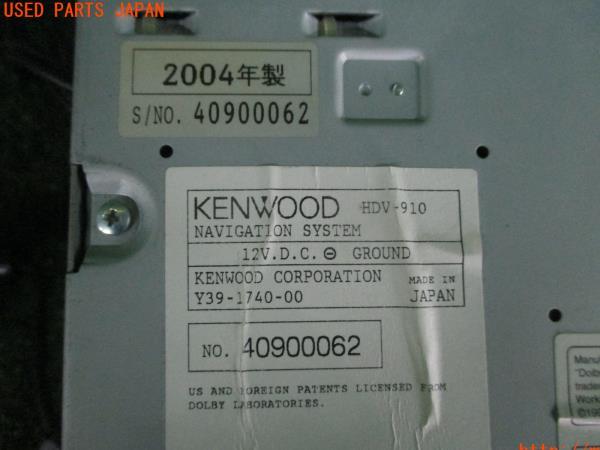 USED PARTS JAPAN
2004年製
S/NO. 40900062
KENWOOD HDV-910
NAVIGATION SYSTEM
12V.D.C. ⊖ GROUND
KENWOOD CORPORATION MADE IN
Y39-1740-00 JAPAN
NO. 40900062
US AND FOREIGN PATENTS LICENSED FROM
DOLBY LABORATORIES.